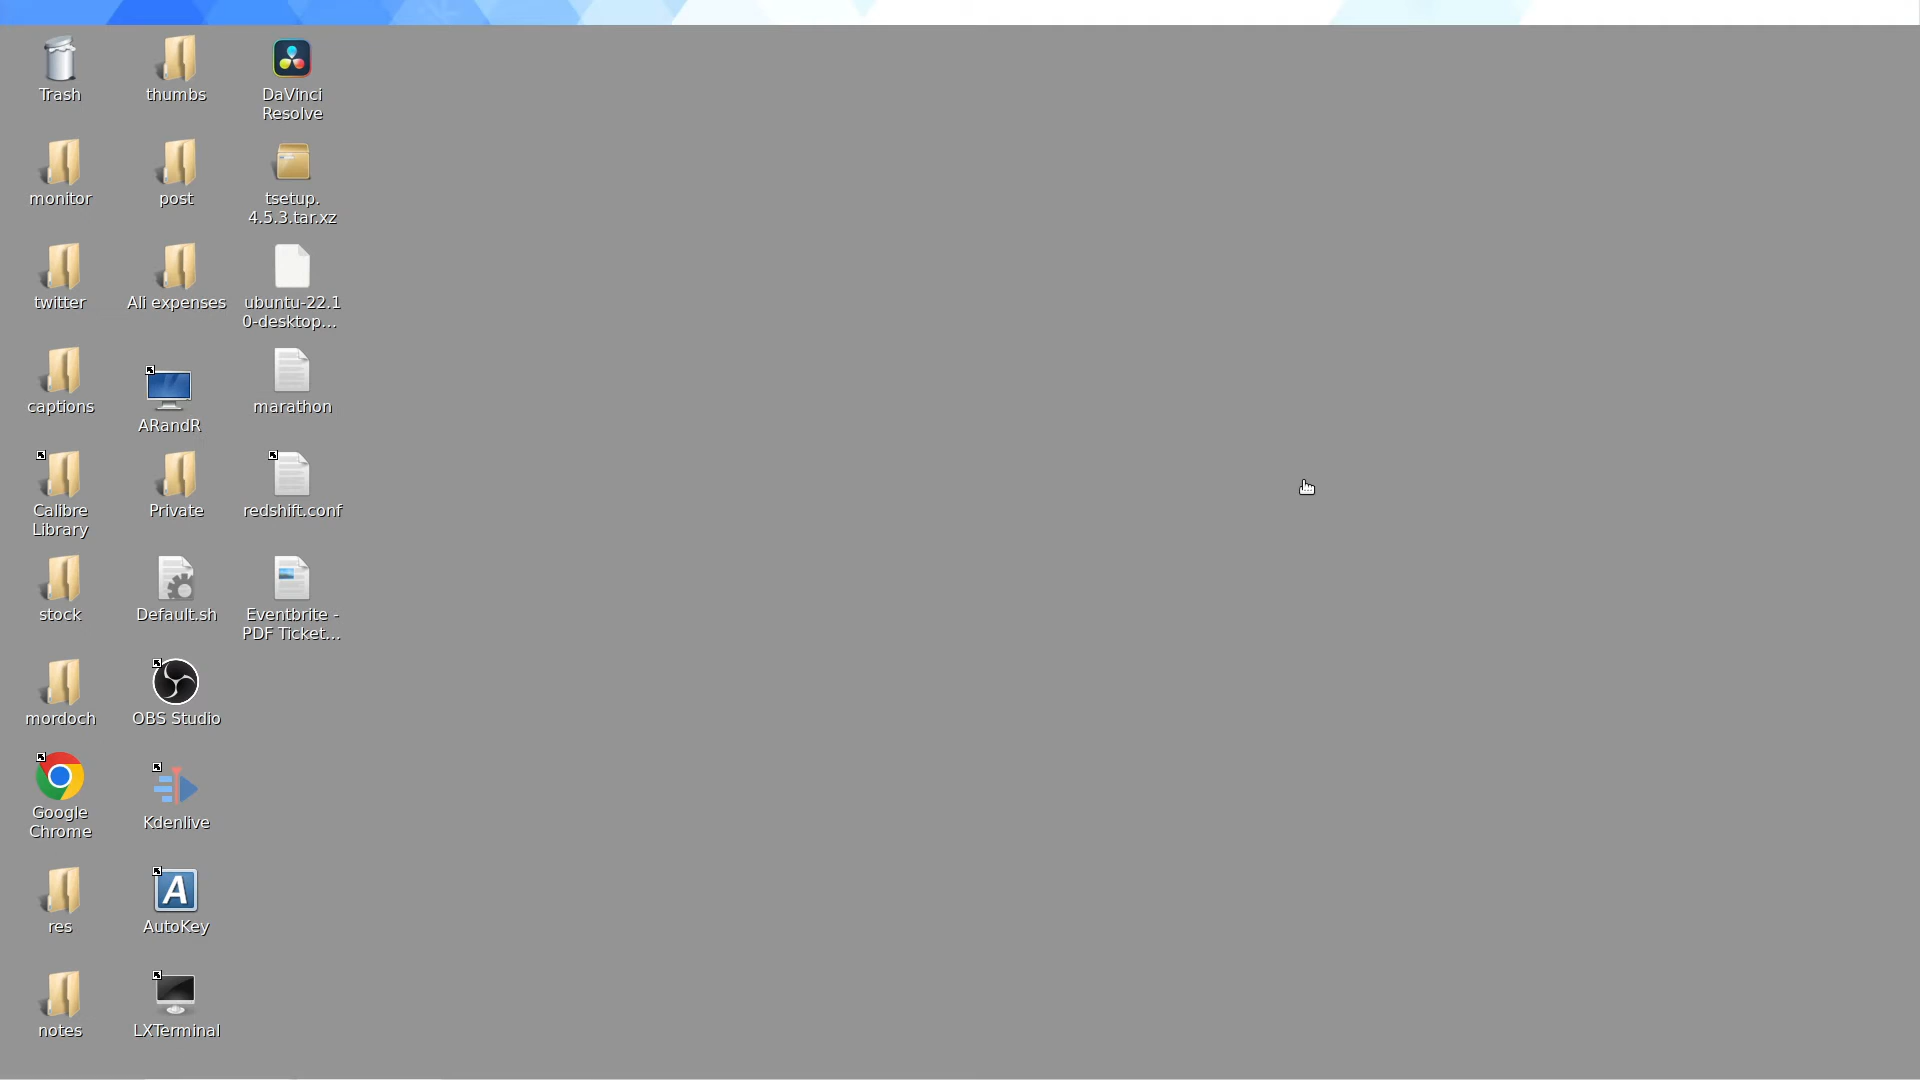 Trash
monitor
twitter
captions
Calibre
Library
stock
mordoch
Google
Chrome
res
notes
thumbs
post
Ali expenses
ARandR
Private
Default.sh
OBS Studio
Kdenlive
A
AutoKey
LXTerminal
DaVinci
Resolve
tsetup.
4.5.3.tar.xz
ubuntu-22.1
0-desktop...
marathon
redshift.conf
Eventbrite -
PDF Ticket...